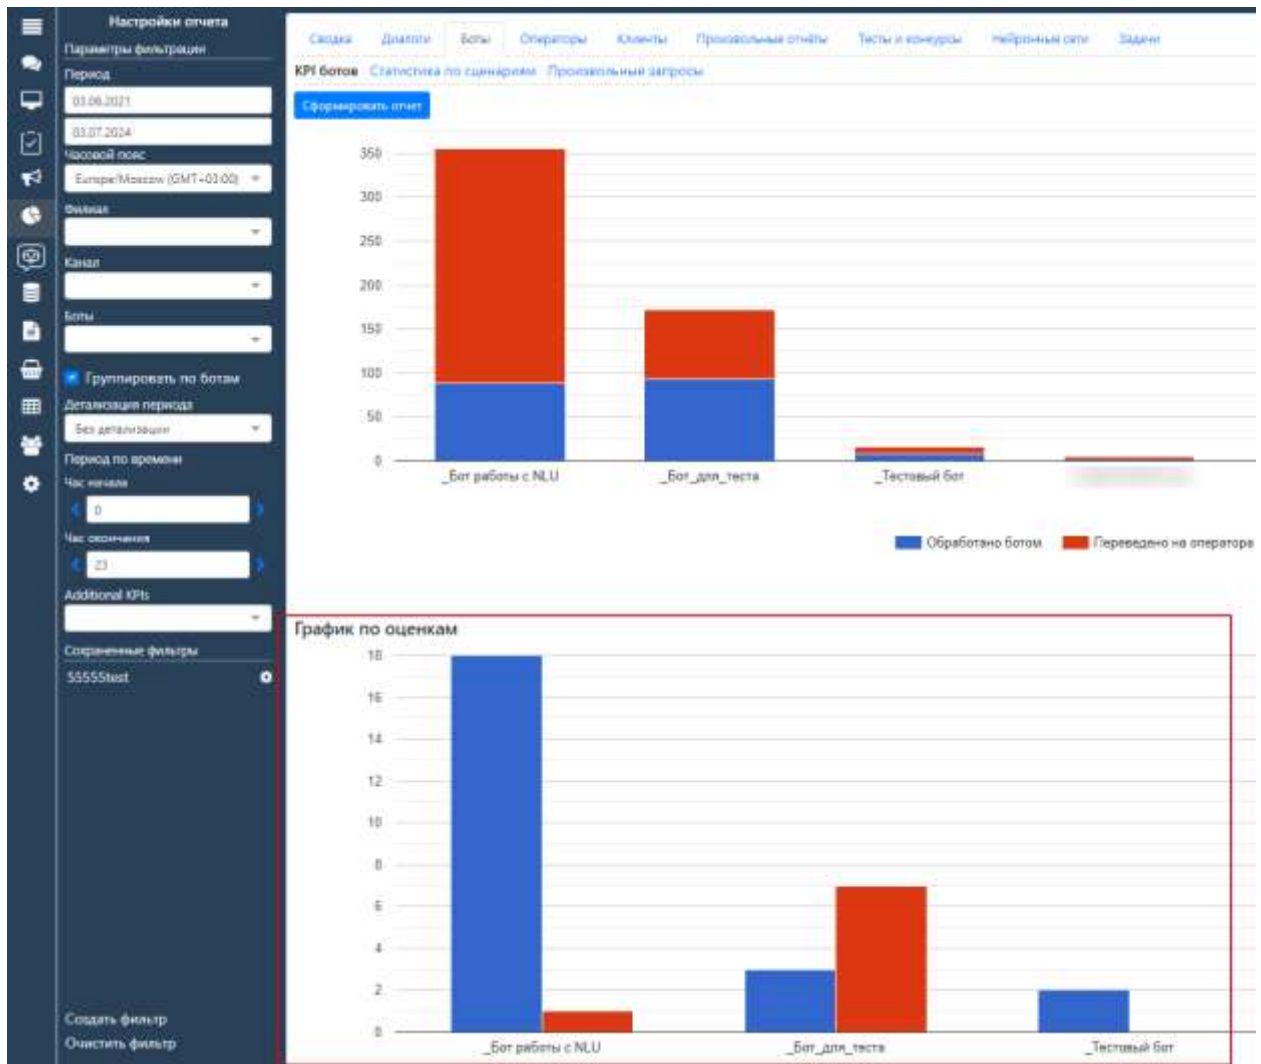 Настройки отчета
Параметры фильтрации
Период
03.06.2021
03.07.2024
Часовой пояс
Europe/Moscow (GMT+03:00)
Филиал
Канал
Боты
Группировать по ботам
Детализация периода
Без детализации
Период по времени
Час начала
0
Час окончания
23
Additional KPIs
Сохраненные фильтры
55555test
Создать фильтр
Очистить фильтр
Сводка Диалоги Боты Операторы Клиенты Произвольные отчёты Тесты и конкурсы Нейронные сети Задачи
KPI ботов Статистика по сценариям Произвольные запросы
Сформировать отчет
350
300
250
200
150
100
50
0
_Бот работы с NLU _Бот_для_теста _Тестовый бот
Обработано ботом Переведено на оператора
График по оценкам
18
16
14
12
10
8
6
4
2
0
_Бот работы с NLU _Бот_для_теста _Тестовый бот